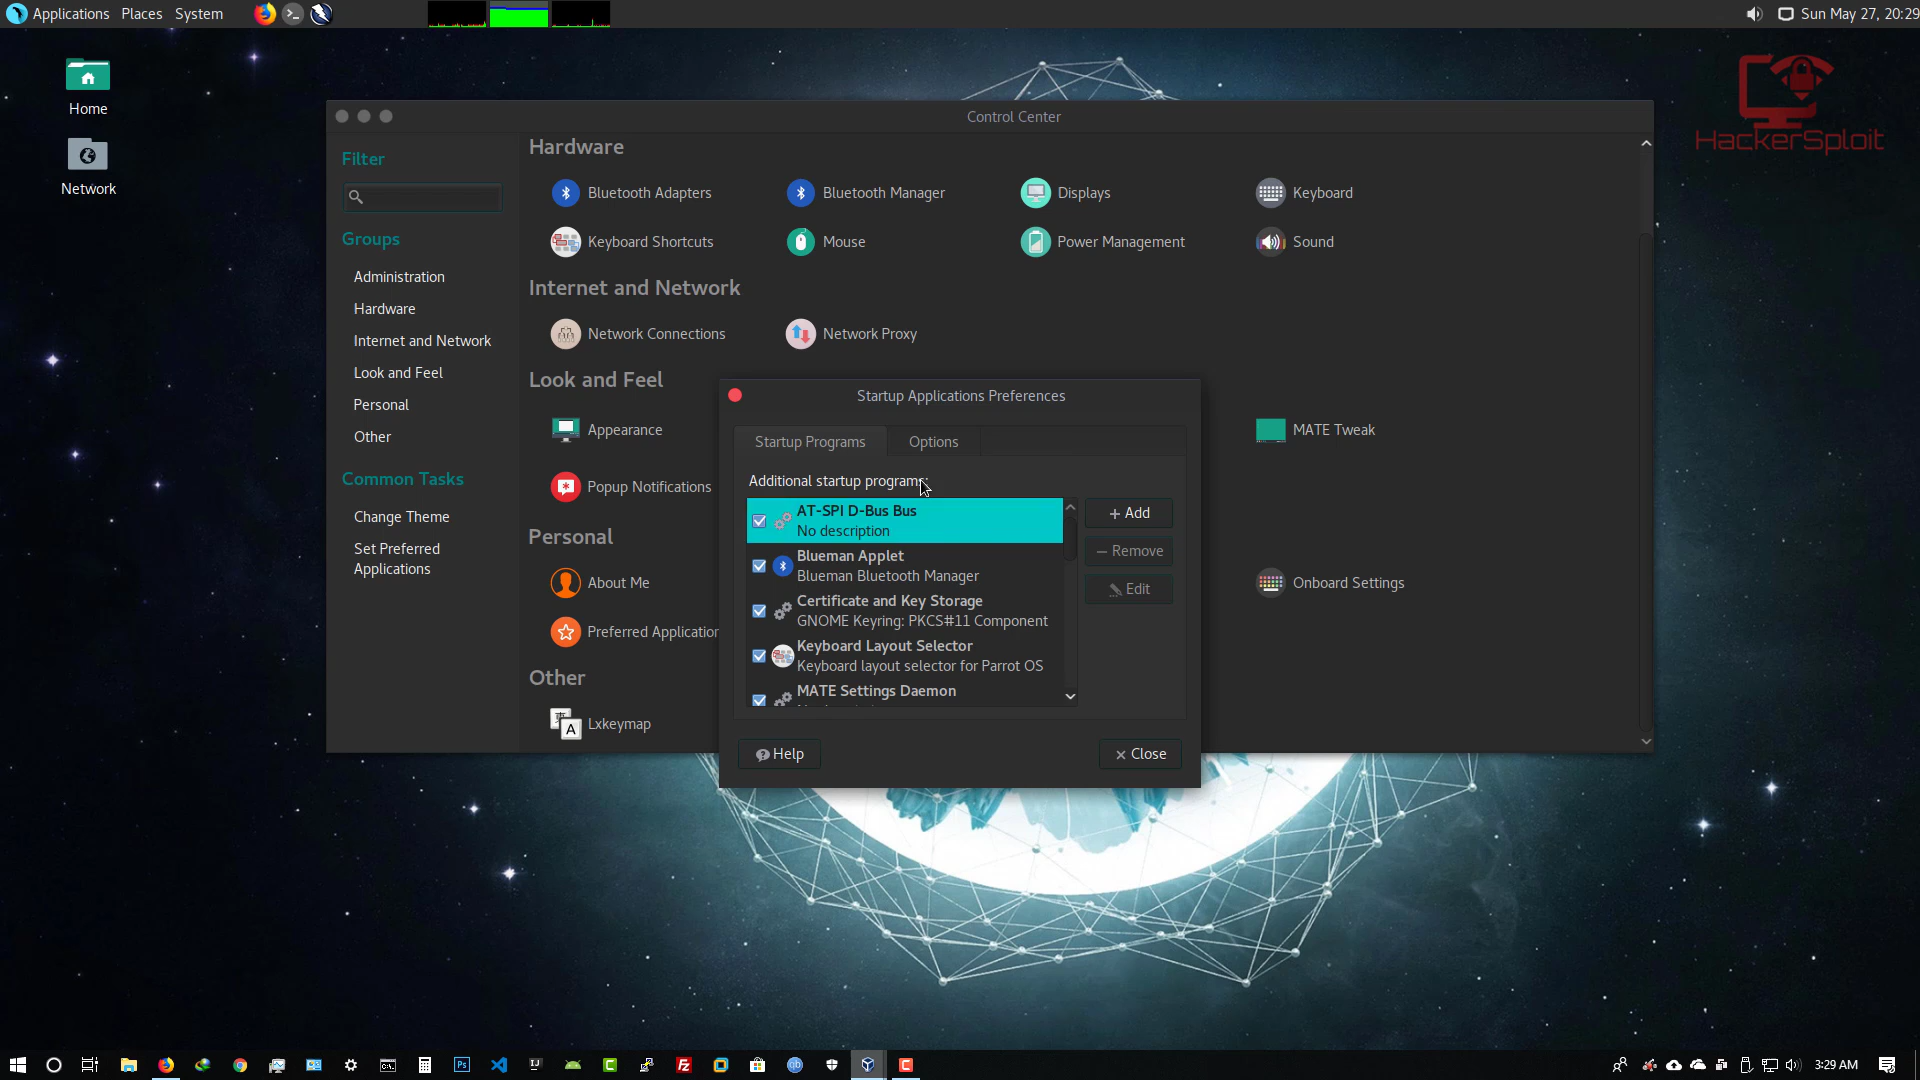 Applications Places System
Sun May 27, 20:29
Home
Network
HackerSploit
Control Center
Filter
Groups
Administration
Hardware
Internet and Network
Look and Feel
Personal
Other
Common Tasks
Change Theme
Set Preferred
Applications
Hardware
Bluetooth Adapters
Bluetooth Manager
Displays
Keyboard
Keyboard Shortcuts
Mouse
Power Management
Sound
Internet and Network
Network Connections
Network Proxy
Look and Feel
Appearance
MATE Tweak
Popup Notifications
Personal
About Me
Onboard Settings
Preferred Application
Other
A
Lxkeymap
Startup Applications Preferences
Startup Programs
Options
Additional startup programs:
AT-SPI D-Bus Bus
No description
Blueman Applet
Blueman Bluetooth Manager
Certificate and Key Storage
GNOME Keyring: PKCS#11 Component
Keyboard Layout Selector
Keyboard layout selector for Parrot OS
MATE Settings Daemon
+ Add
− Remove
Edit
Help
Close
Ps
IJ
C
Fz
qb
C
3:29 AM